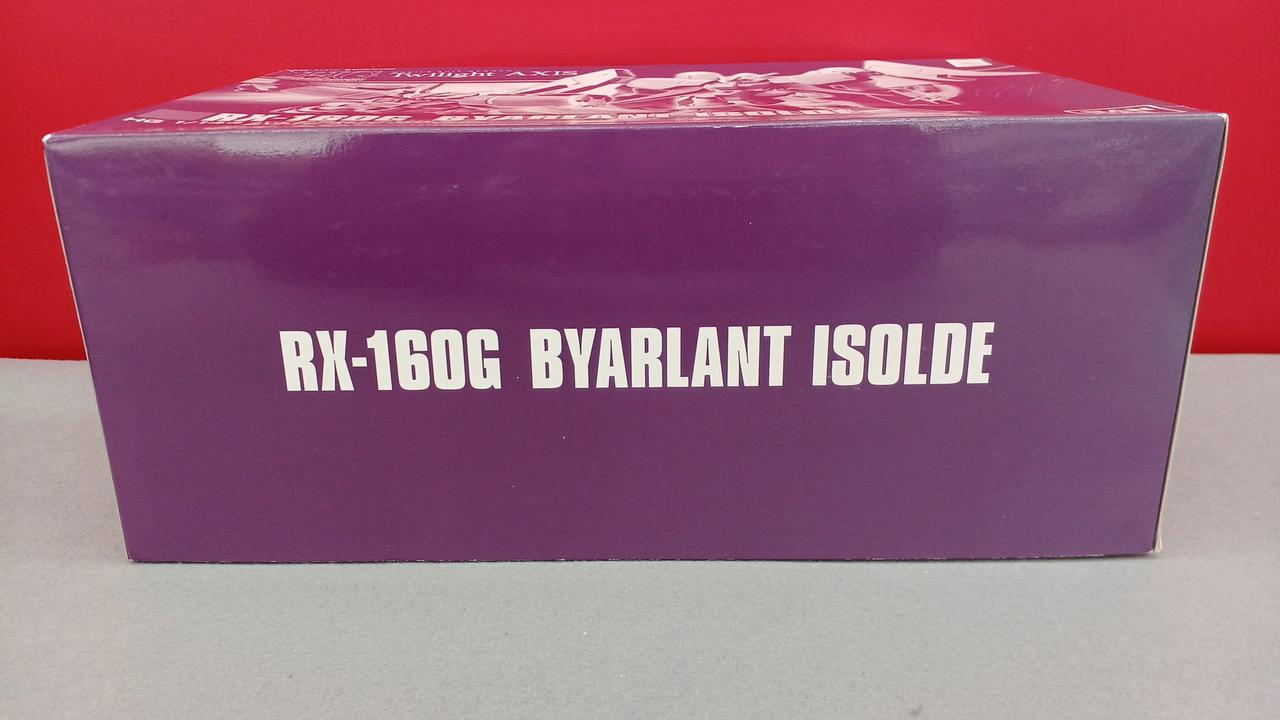 Twilight AXIS
RX-160G BYARLANT ISOLDE
RX-160G BYARLANT ISOLDE